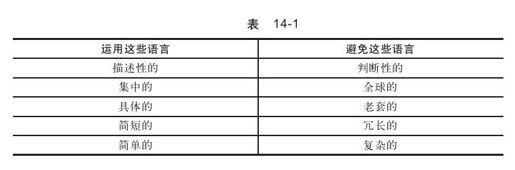 表 14-1
运用这些语言 避免这些语言
描述性的 判断性的
集中的 全球的
具体的 老套的
简短的 冗长的
简单的 复杂的